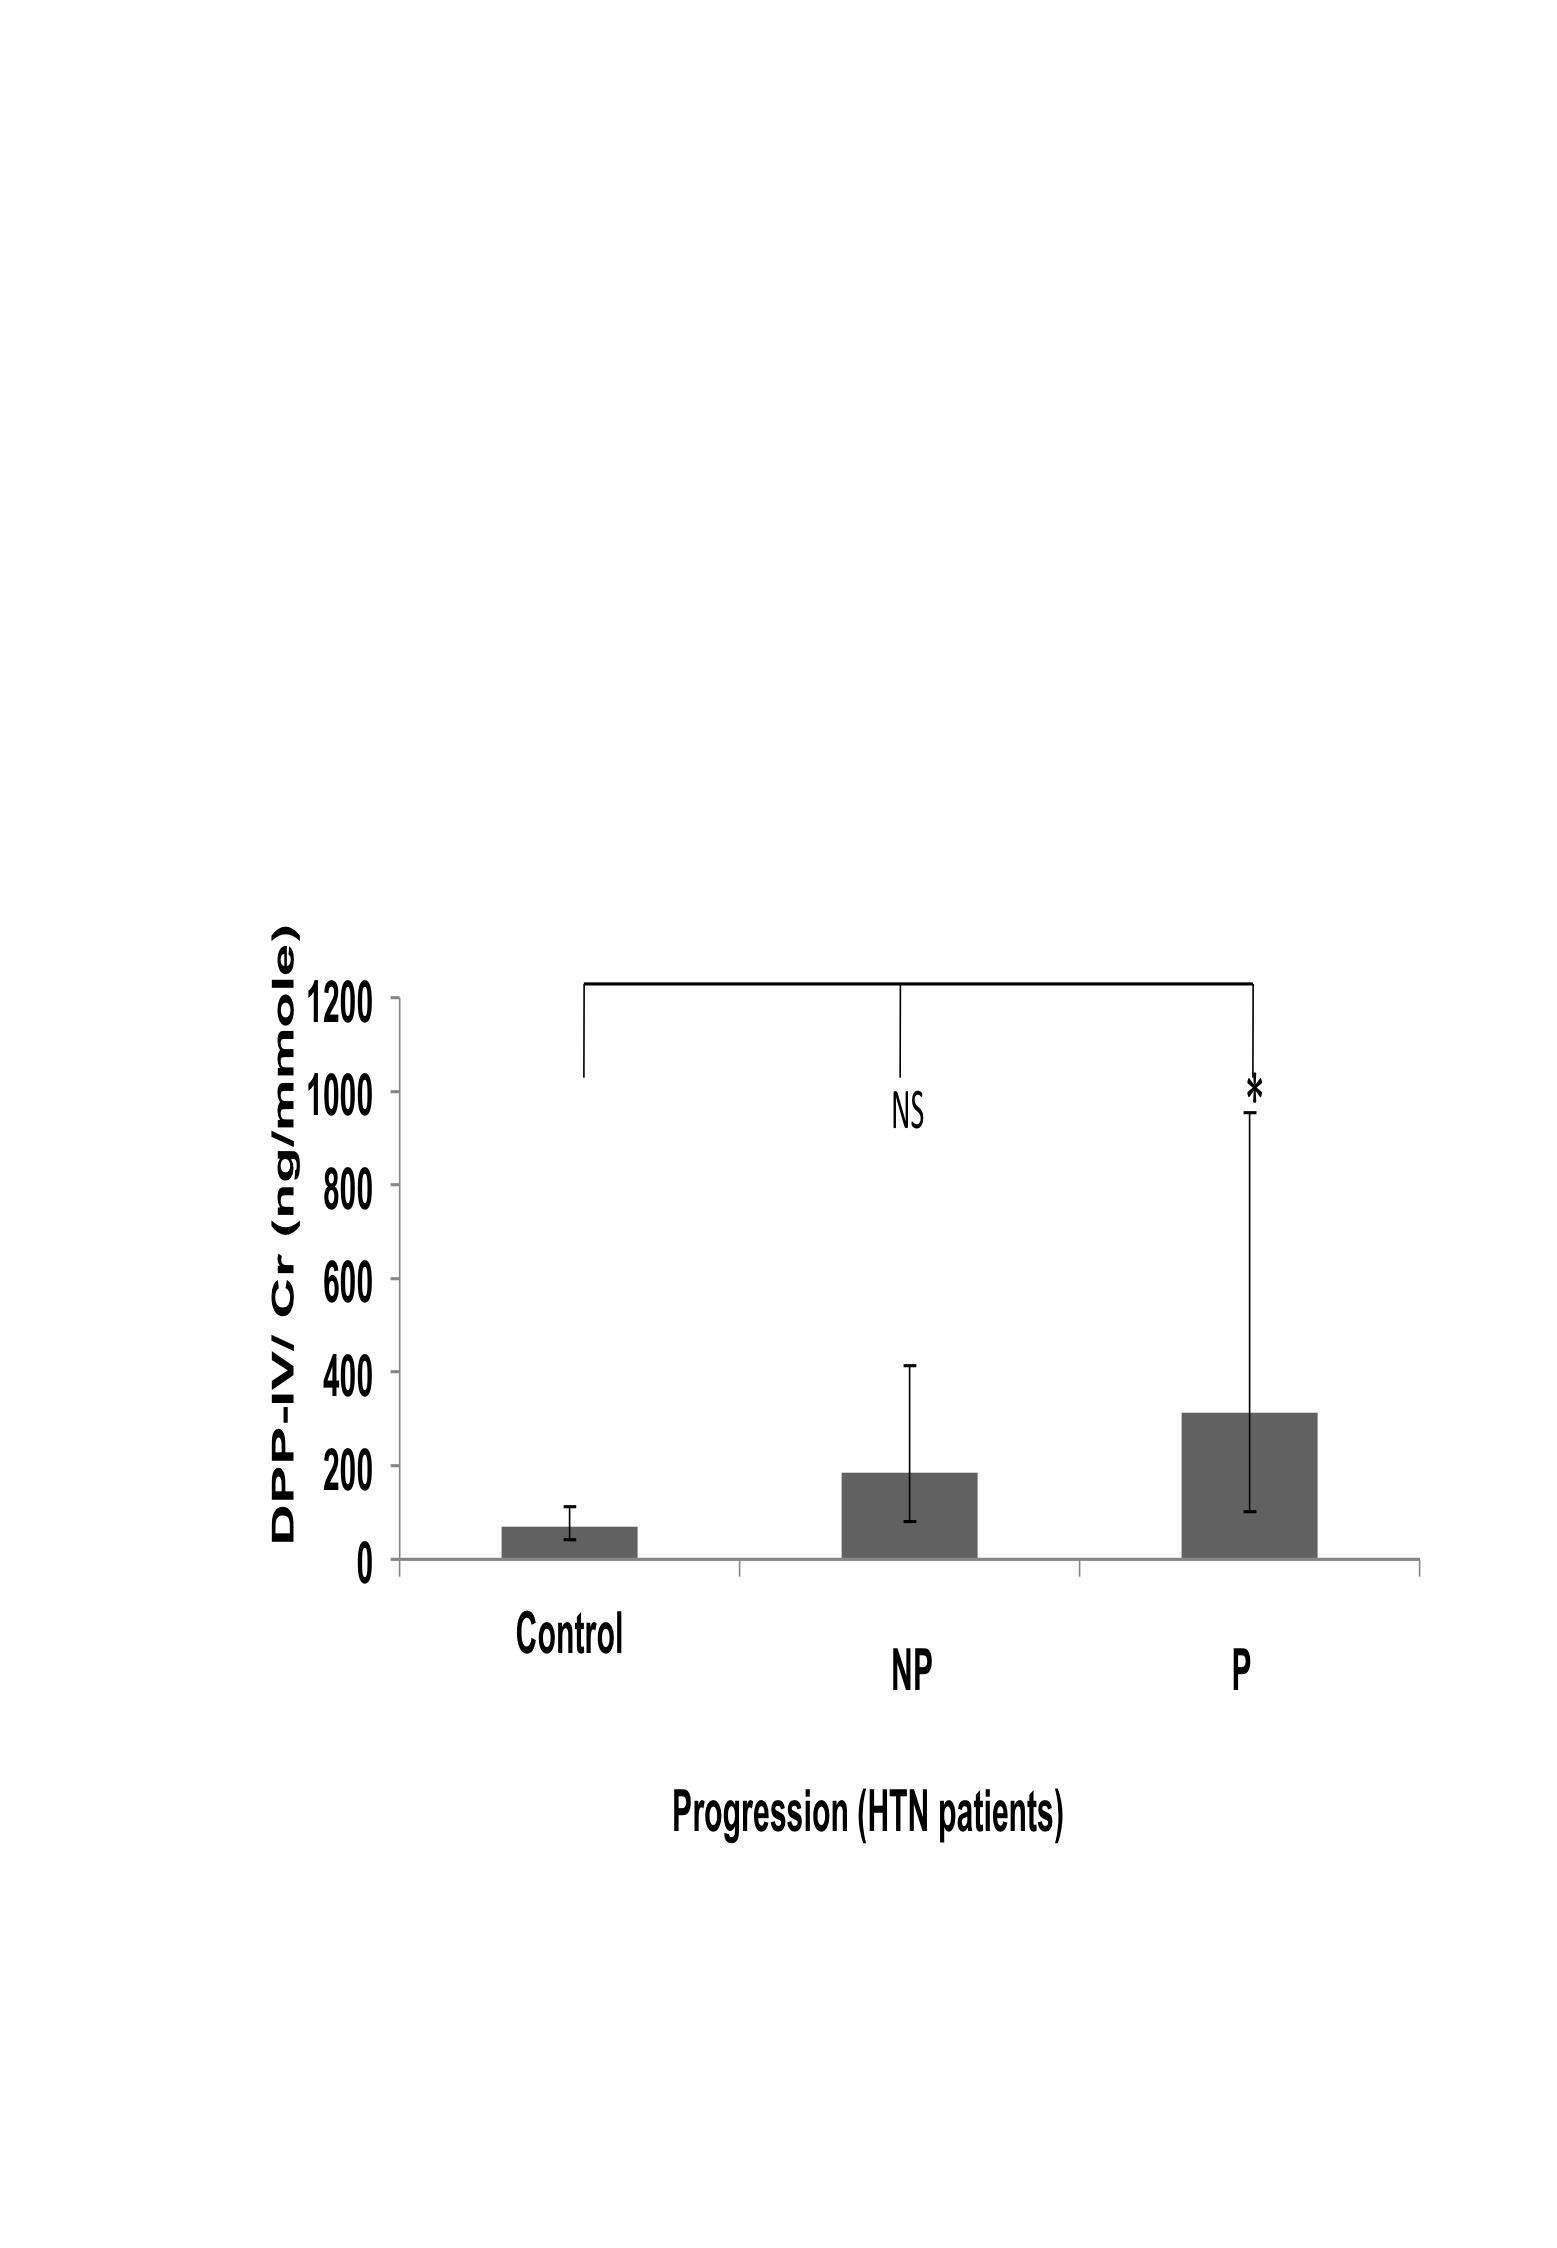 DPP-IV/ Cr (ng/mmole)
1200
1000
800
600
400
200
0
NS
*
Control
NP
P
Progression (HTN patients)